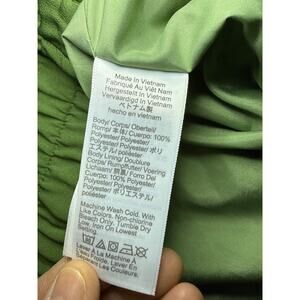 Made In Vietnam
Fabriqué Au Viêt Nam
Hergestellt In Vietnam
Vervaardigd In Vietnam
ベトナム製
hecho en vietnam
Body/ Corps/ Oberteil/
Romp/ 本体/ Cuerpo: 100%
Polyester/ Polyester/
Polyester/ Polyester/ ポリ
エステル/ poliéster
Body Lining/ Doublure
Corps/ Rumpffutter/ Voering
Lichaam/ 胴裏/ Forro Del
Cuerpo: 100% Polyester/
Polyester/ Polyester/
Polyester/ ポリエステル/
poliéster
Machine Wash Cold. With
Like Colors. Non-chlorine
Bleach Only. Tumble Dry
Low. Iron On Lowest
Setting.
Laver À La Machine À
L'eau Froide. Laver En
Séparant Les Couleurs.